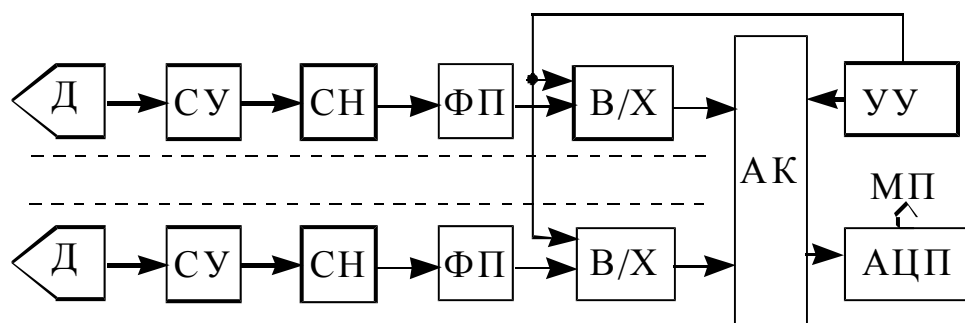 Д СУ СН ФП В/Х АК УУ
МП
Д СУ СН ФП В/Х АЦП